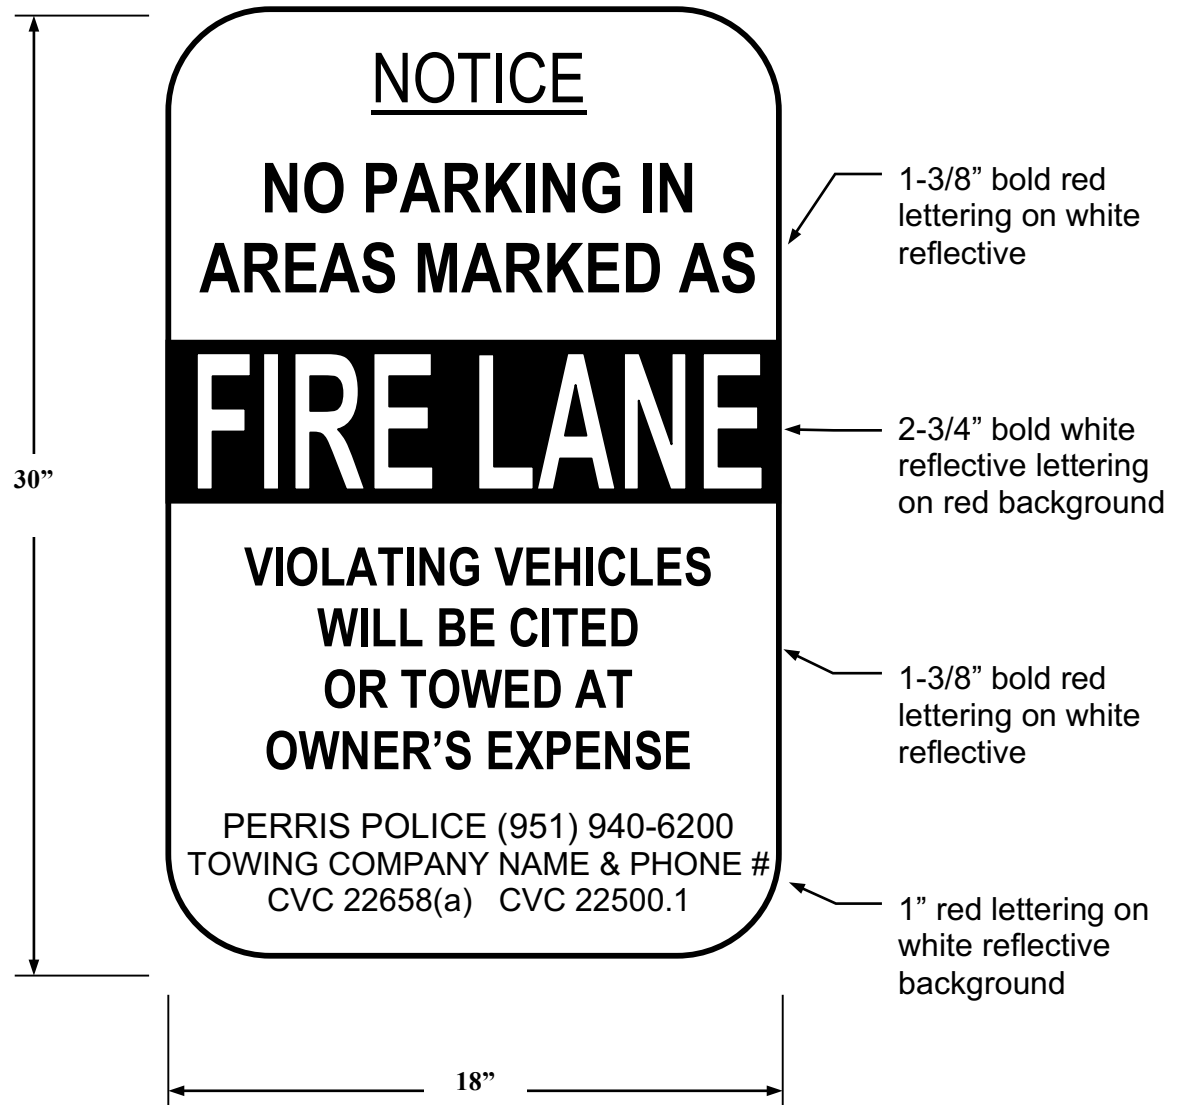 NOTICE
NO PARKING IN
AREAS MARKED AS
FIRE LANE
VIOLATING VEHICLES
WILL BE CITED
OR TOWED AT
OWNER’S EXPENSE
PERRIS POLICE (951) 940-6200
TOWING COMPANY NAME & PHONE #
CVC 22658(a) CVC 22500.1
1-3/8” bold red
lettering on white
reflective
2-3/4” bold white
reflective lettering
on red background
1-3/8” bold red
lettering on white
reflective
1” red lettering on
white reflective
background
30”
18”